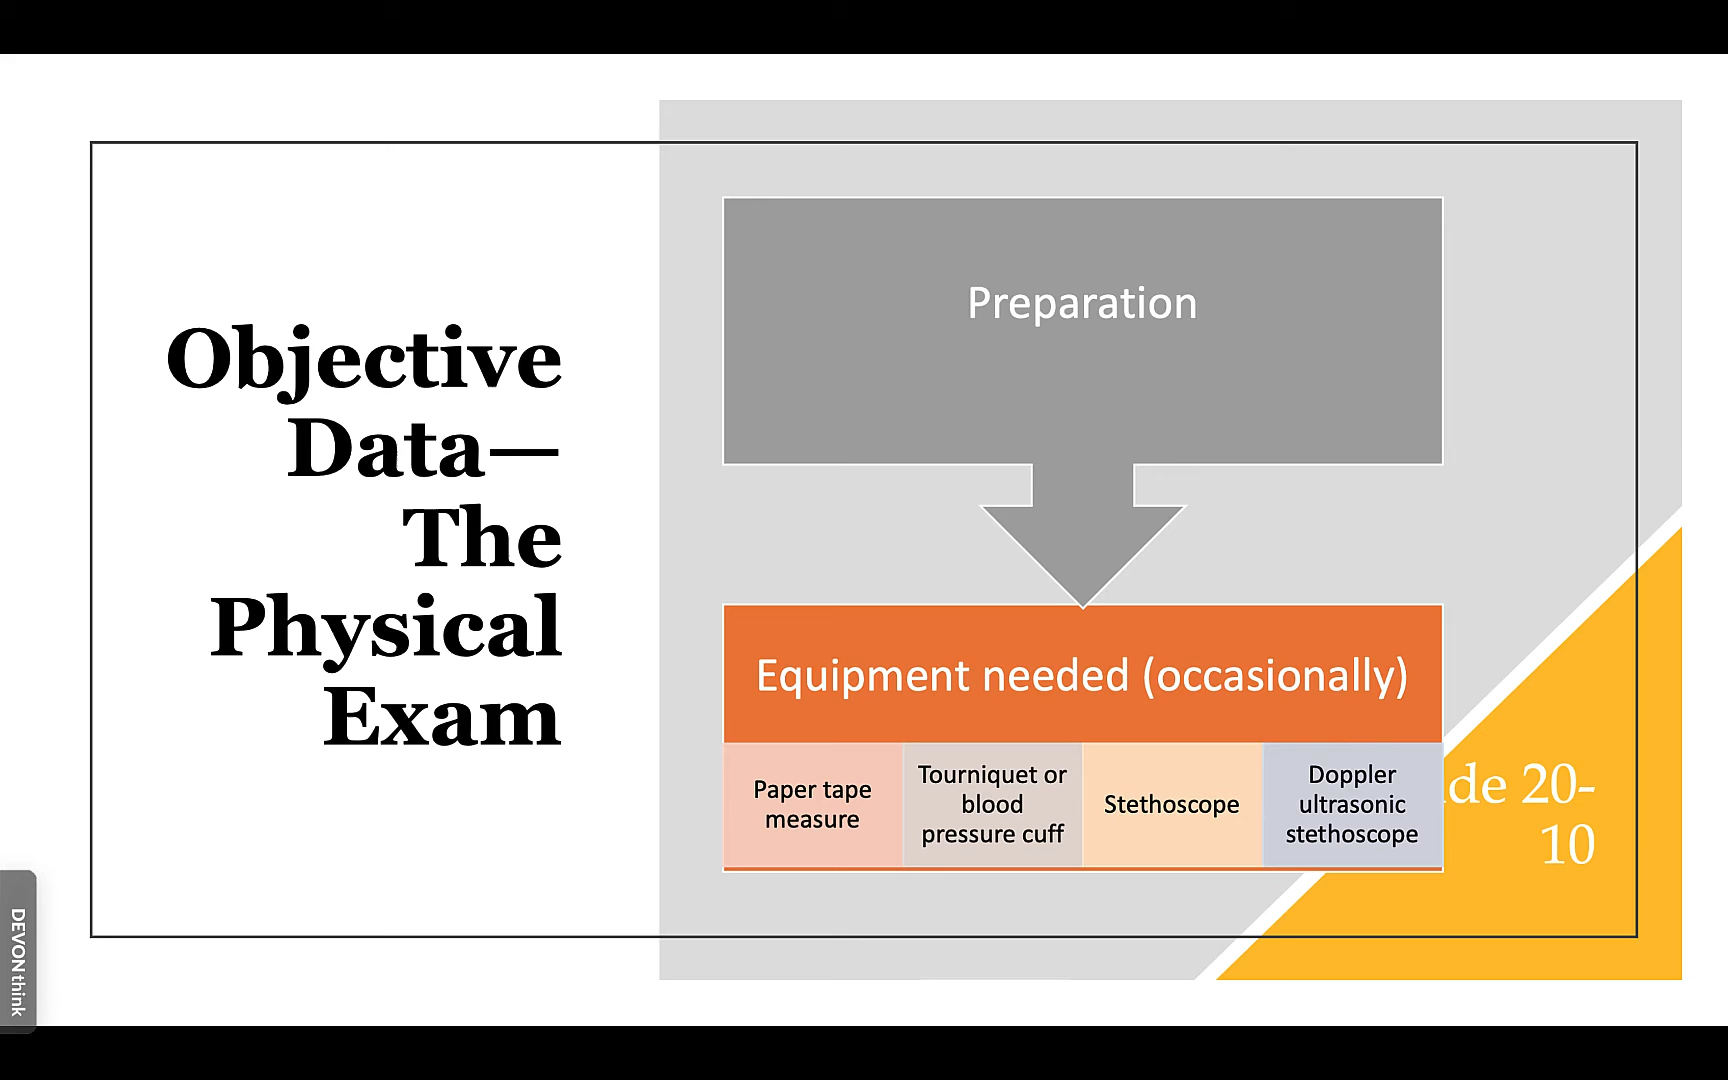 Objective
Data—
The
Physical
Exam
Preparation
Equipment needed (occasionally)
Paper tape
measure
Tourniquet or
blood
pressure cuff
Stethoscope
Doppler
ultrasonic
stethoscope
20-
10
DEVONthink